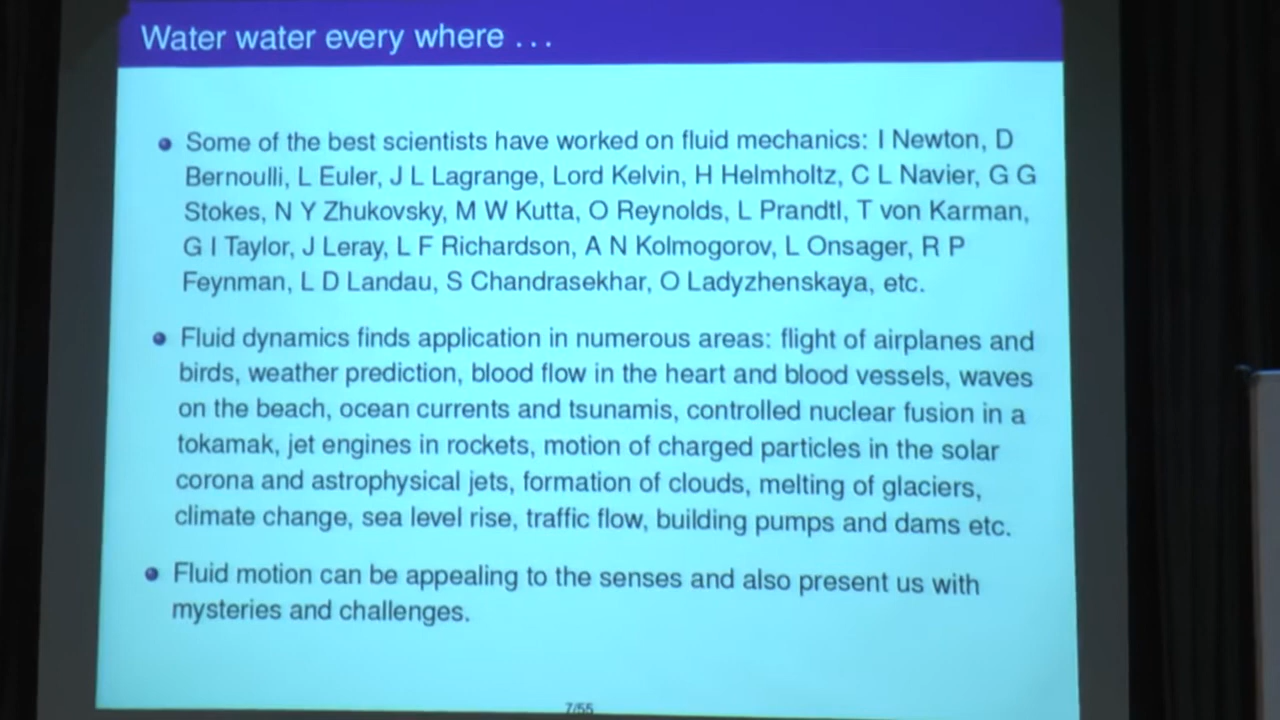 Water water every where ...
Some of the best scientists have worked on fluid mechanics: I Newton, D
Bernoulli, L Euler, J L Lagrange, Lord Kelvin, H Helmholtz, C L Navier, G G
Stokes, N Y Zhukovsky, M W Kutta, O Reynolds, L Prandtl, T von Karman,
G I Taylor, J Leray, L F Richardson, A N Kolmogorov, L Onsager, R P
Feynman, L D Landau, S Chandrasekhar, O Ladyzhenskaya, etc.
Fluid dynamics finds application in numerous areas: flight of airplanes and
birds, weather prediction, blood flow in the heart and blood vessels, waves
on the beach, ocean currents and tsunamis, controlled nuclear fusion in a
tokamak, jet engines in rockets, motion of charged particles in the solar
corona and astrophysical jets, formation of clouds, melting of glaciers,
climate change, sea level rise, traffic flow, building pumps and dams etc.
Fluid motion can be appealing to the senses and also present us with
mysteries and challenges.
7/55